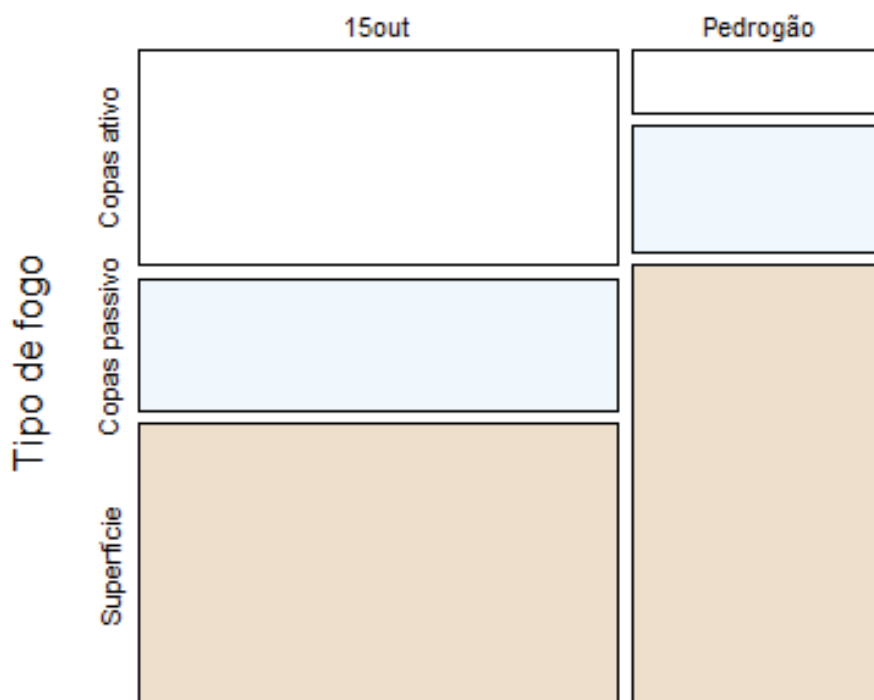 15out
Pedrogão
Tipo de fogo
Copas ativo
Copas passivo
Superfície